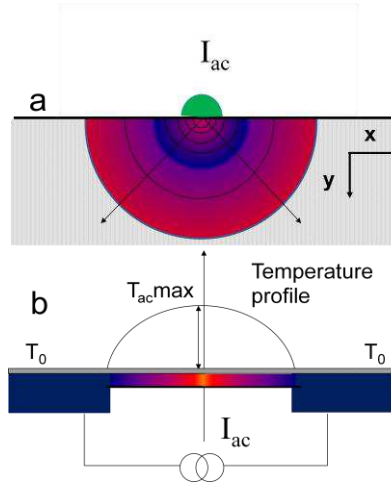 I_ac
a
x
y
Temperature
profile
T_ac max
b
T_0
T_0
I_ac